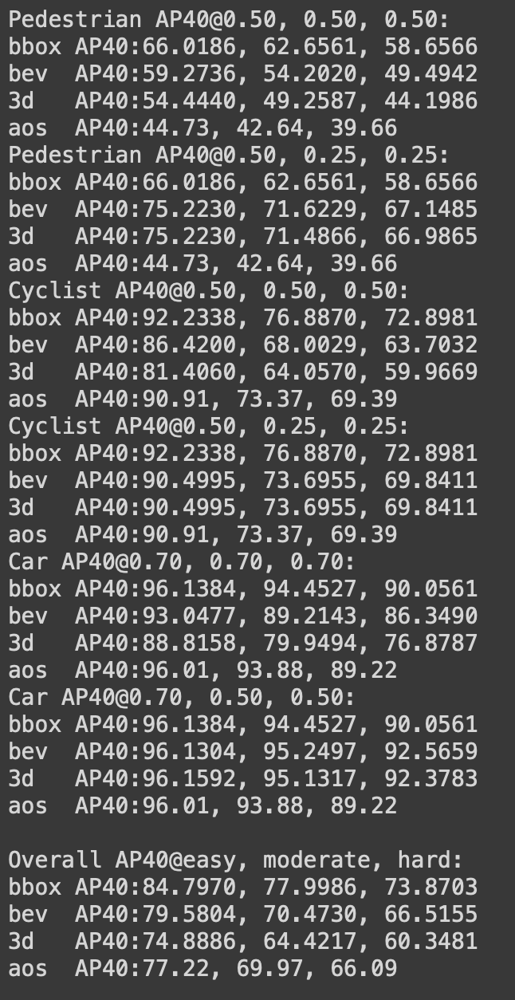 Pedestrian AP40@0.50, 0.50, 0.50:
bbox AP40:66.0186, 62.6561, 58.6566
bev  AP40:59.2736, 54.2020, 49.4942
3d   AP40:54.4440, 49.2587, 44.1986
aos  AP40:44.73, 42.64, 39.66
Pedestrian AP40@0.50, 0.25, 0.25:
bbox AP40:66.0186, 62.6561, 58.6566
bev  AP40:75.2230, 71.6229, 67.1485
3d   AP40:75.2230, 71.4866, 66.9865
aos  AP40:44.73, 42.64, 39.66
Cyclist AP40@0.50, 0.50, 0.50:
bbox AP40:92.2338, 76.8870, 72.8981
bev  AP40:86.4200, 68.0029, 63.7032
3d   AP40:81.4060, 64.0570, 59.9669
aos  AP40:90.91, 73.37, 69.39
Cyclist AP40@0.50, 0.25, 0.25:
bbox AP40:92.2338, 76.8870, 72.8981
bev  AP40:90.4995, 73.6955, 69.8411
3d   AP40:90.4995, 73.6955, 69.8411
aos  AP40:90.91, 73.37, 69.39
Car AP40@0.70, 0.70, 0.70:
bbox AP40:96.1384, 94.4527, 90.0561
bev  AP40:93.0477, 89.2143, 86.3490
3d   AP40:88.8158, 79.9494, 76.8787
aos  AP40:96.01, 93.88, 89.22
Car AP40@0.70, 0.50, 0.50:
bbox AP40:96.1384, 94.4527, 90.0561
bev  AP40:96.1304, 95.2497, 92.5659
3d   AP40:96.1592, 95.1317, 92.3783
aos  AP40:96.01, 93.88, 89.22

Overall AP40@easy, moderate, hard:
bbox AP40:84.7970, 77.9986, 73.8703
bev  AP40:79.5804, 70.4730, 66.5155
3d   AP40:74.8886, 64.4217, 60.3481
aos  AP40:77.22, 69.97, 66.09